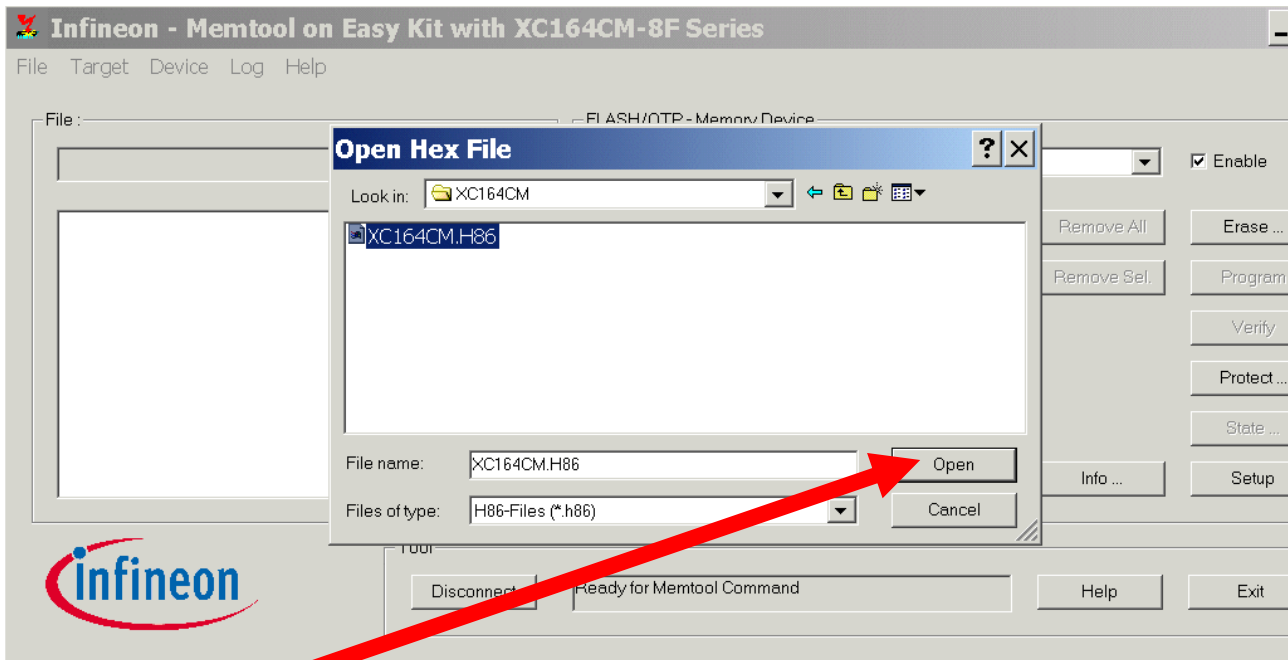 Infineon - Memtool on Easy Kit with XC164CM-8F Series
File Target Device Log Help
File :
FLASH/OTP - Memory Device
Open Hex File
Enable
Look in: XC164CM
XC164CM.H86
Remove All
Erase ...
Remove Sel.
Program
Verify
Protect ...
State ...
File name: XC164CM.H86
Open
Info ...
Setup
Files of type: H86-Files (*.h86)
Cancel
Tool
infineon
Disconnect
Ready for Memtool Command
Help
Exit